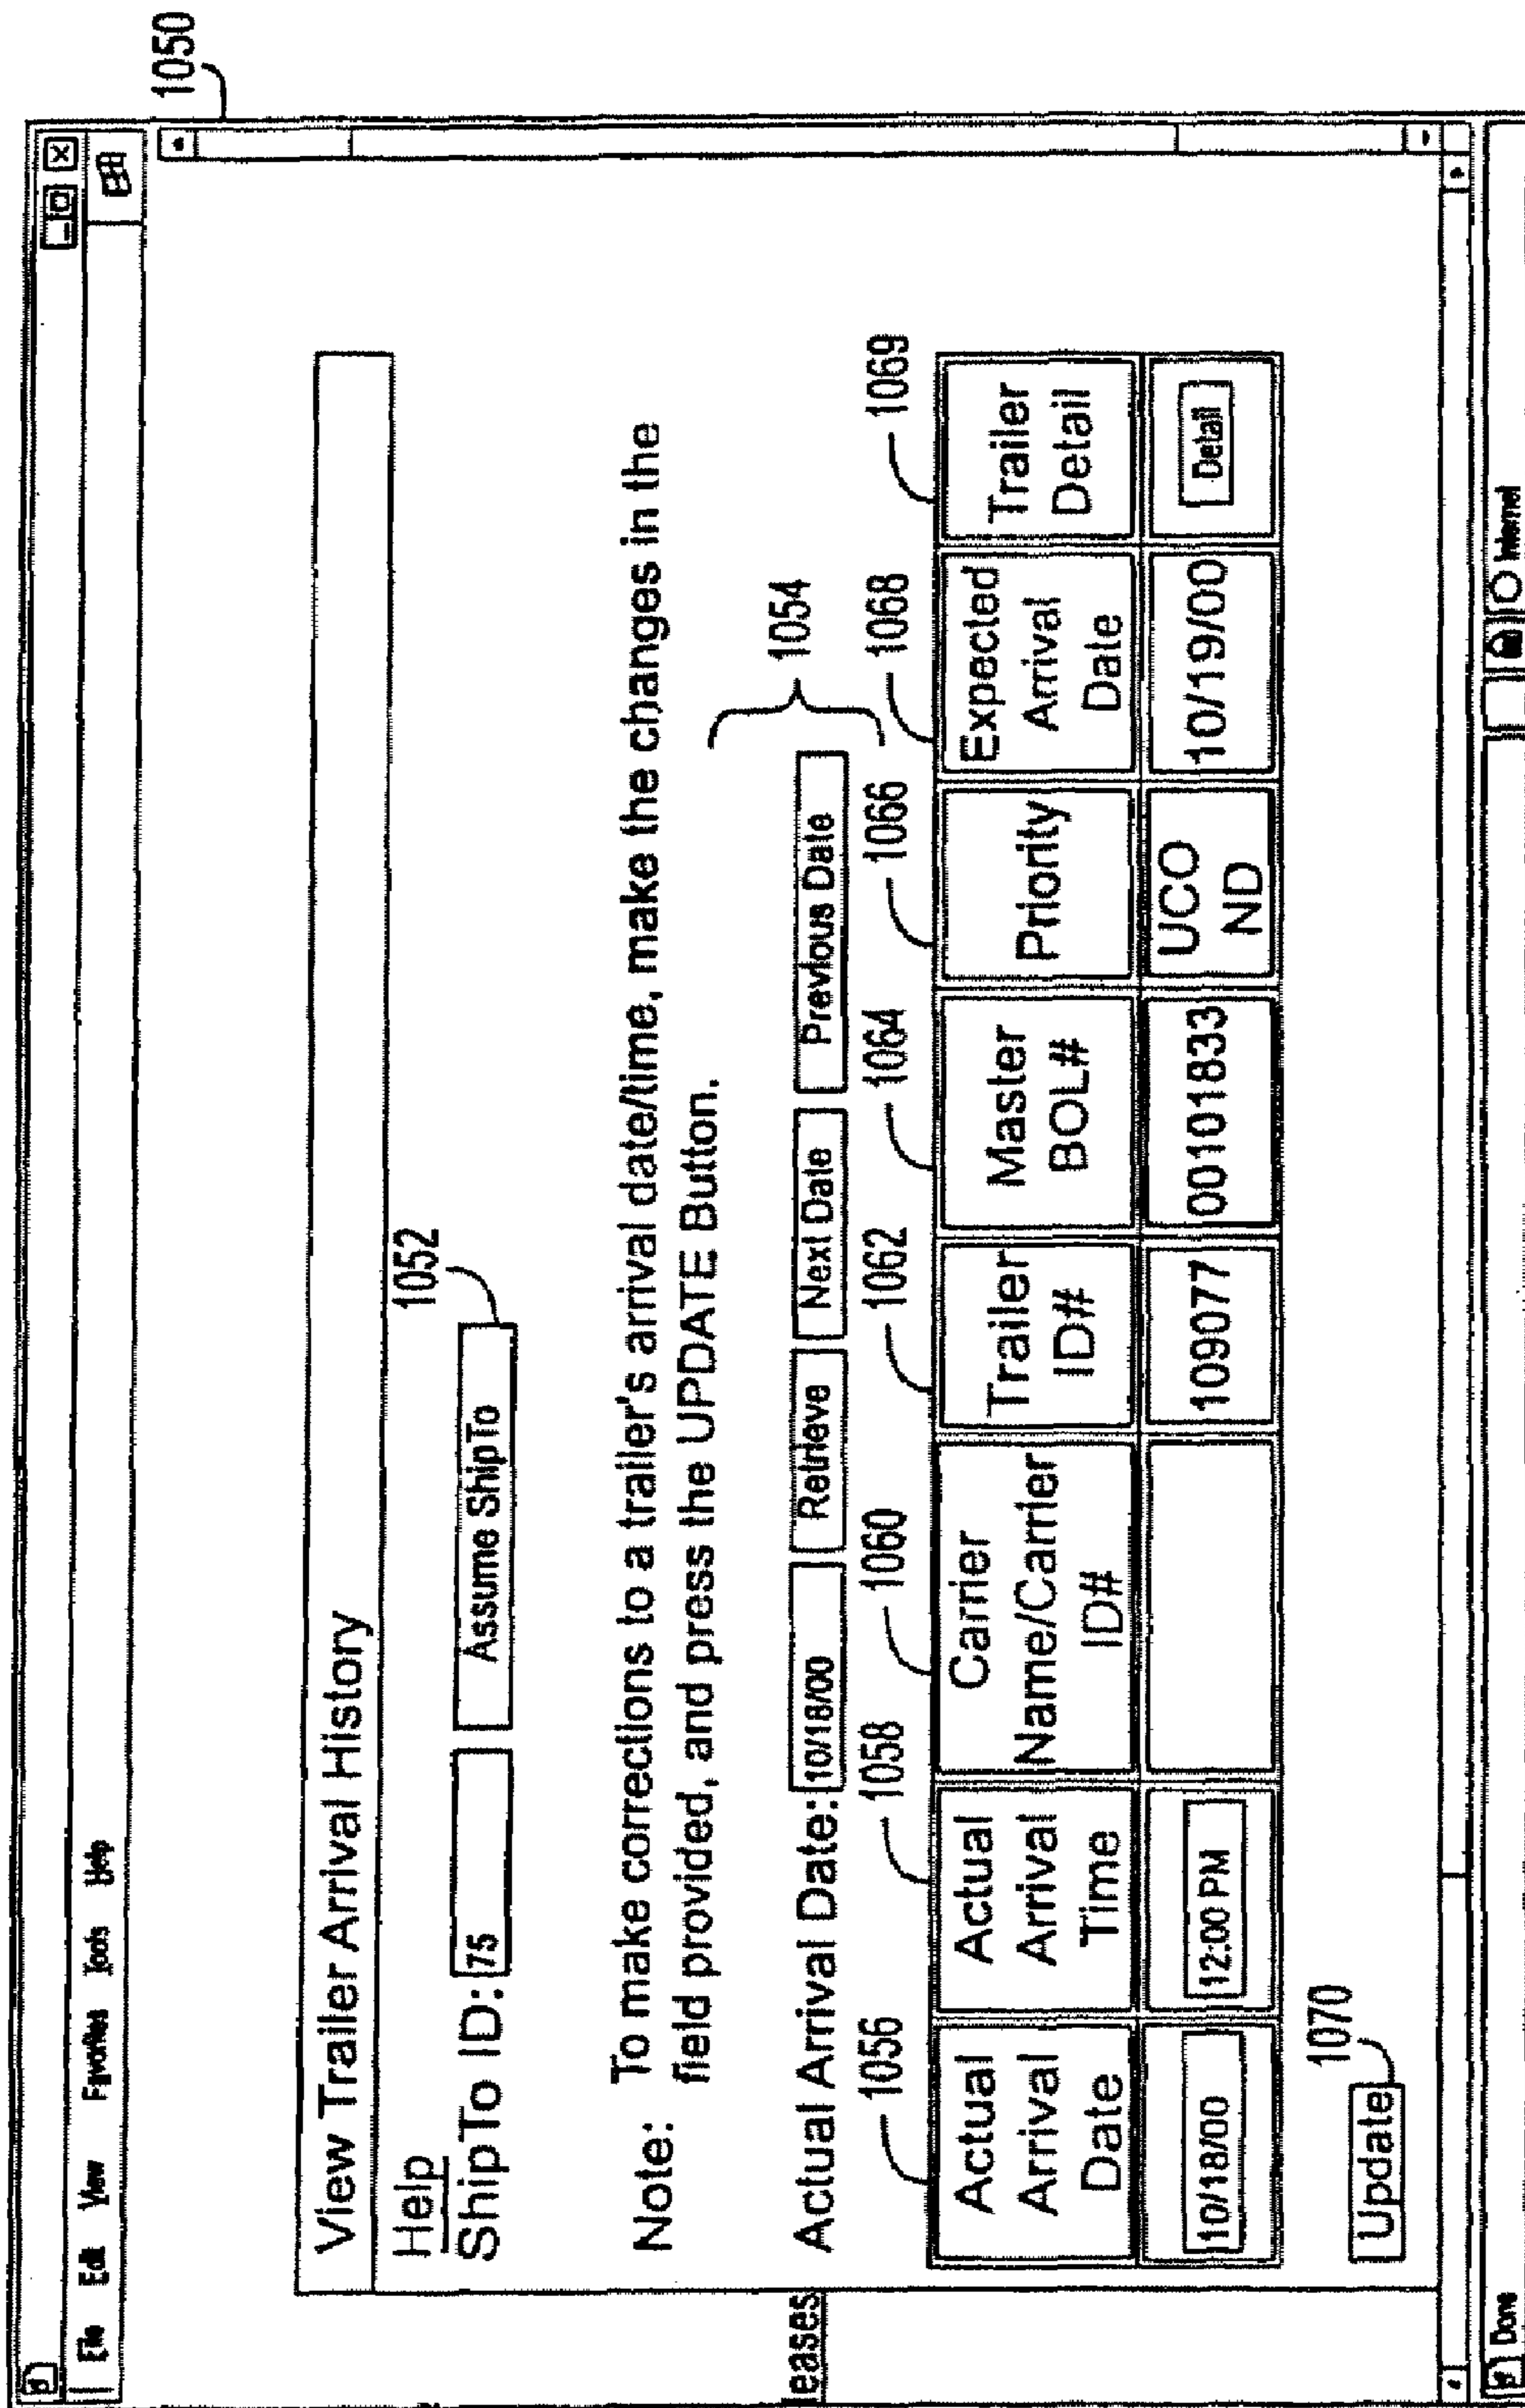 1050
File Edit View Favorites Tools Help
View Trailer Arrival History
Help
1052
ShipTo ID: 75 Assume ShipTo
Note: To make corrections to a trailer's arrival date/time, make the changes in the
field provided, and press the UPDATE Button.
1054
Actual Arrival Date: 10/18/00 Retrieve Next Date Previous Date
1056 1058 1060 1062 1064 1066 1068 1069
Actual Arrival Date
Actual Arrival Time
Carrier Name/Carrier ID#
Trailer ID#
Master BOL#
Priority
Expected Arrival Date
Trailer Detail
10/18/00 12:00 PM 109077 00101833 UCO ND 10/19/00 Detail
1070
Update
leases
Done Internet